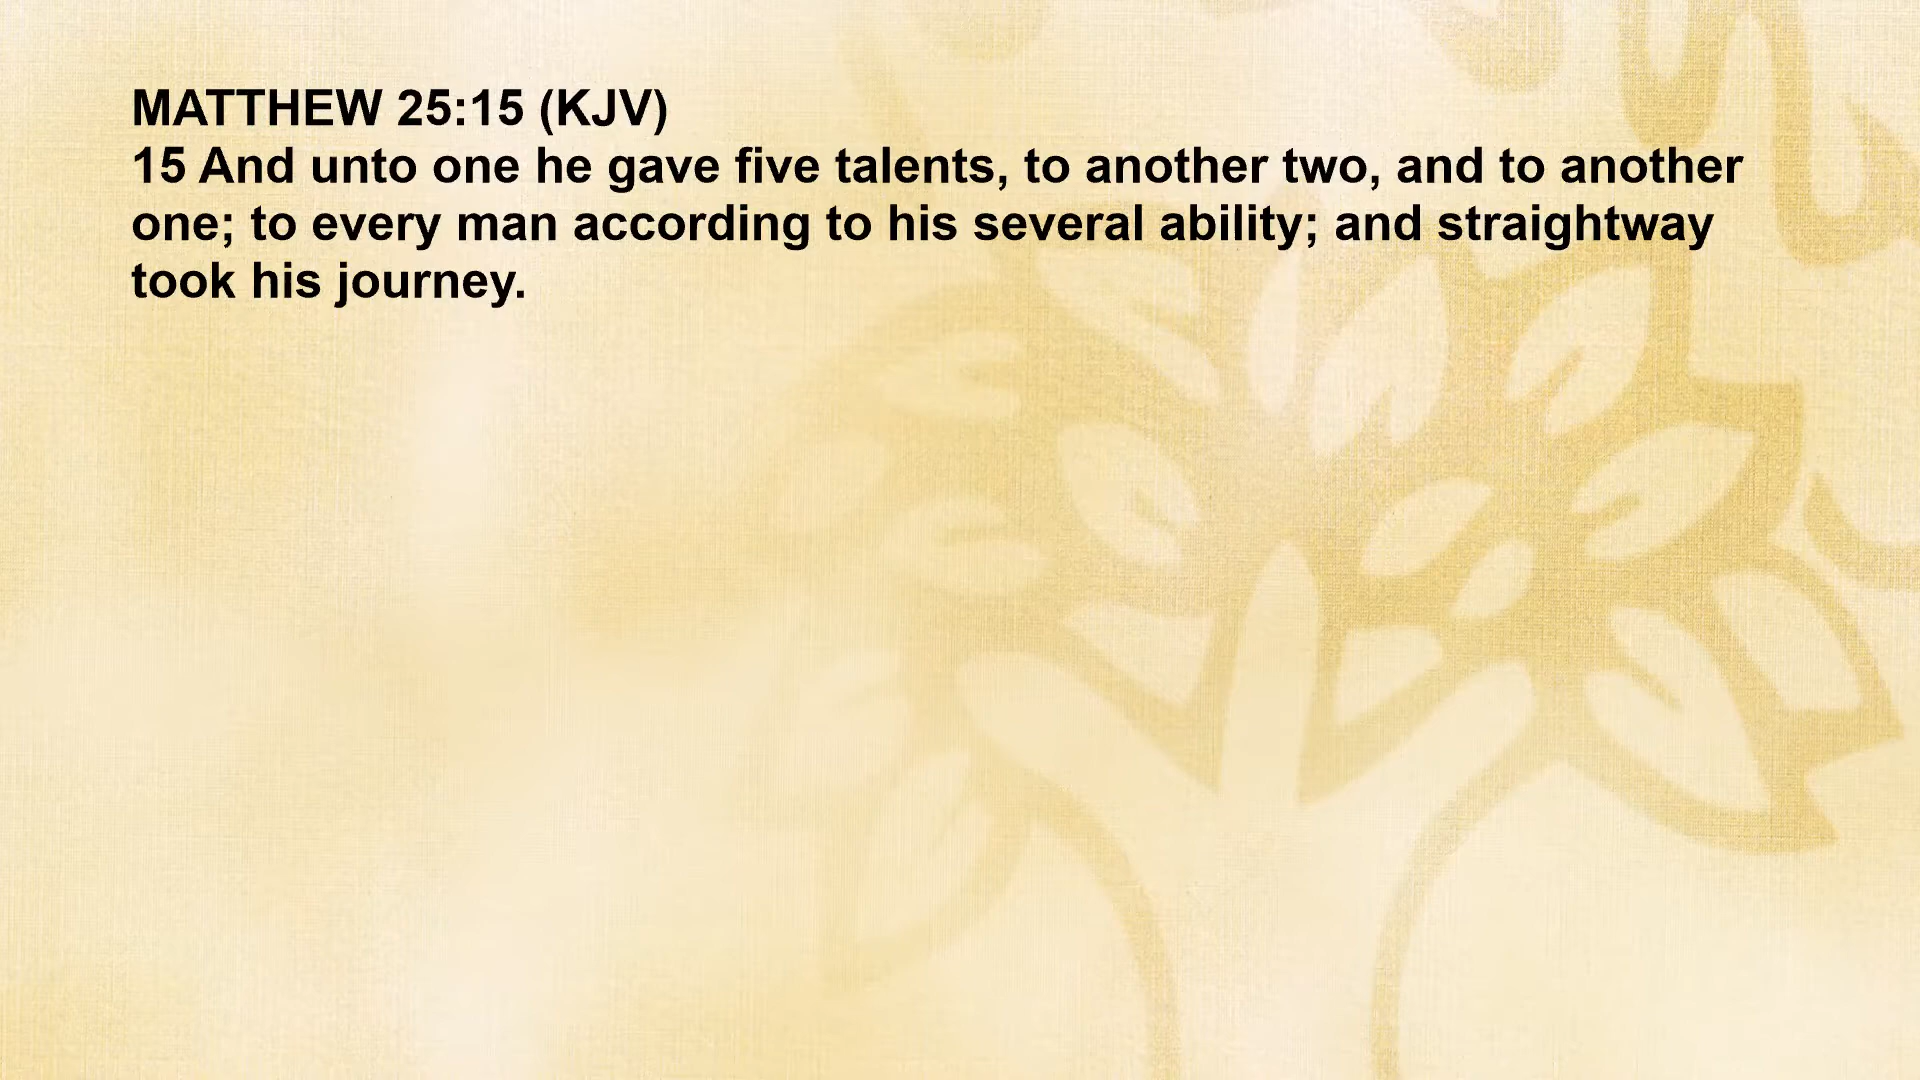 MATTHEW 25:15 (KJV)
15 And unto one he gave five talents, to another two, and to another
one; to every man according to his several ability; and straightway
took his journey.